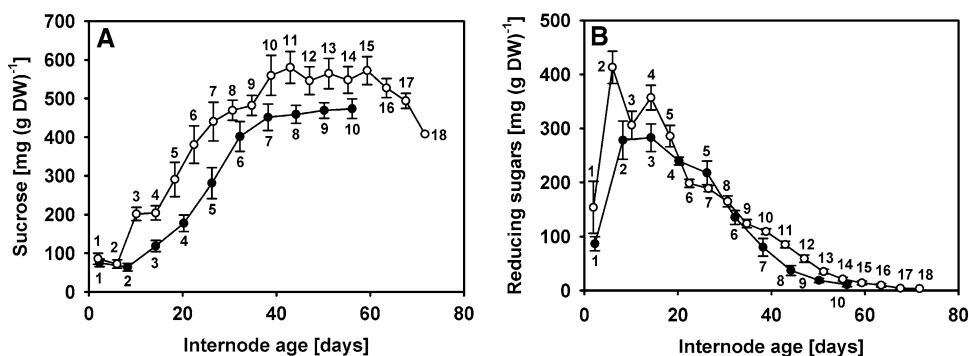 A
Sucrose [mg (g DW)⁻¹]
700
600
500
400
300
200
100
0
1 2 3 4 5 6 7 8 9 10 11 12 13 14 15 16 17 18
1 2 3 4 5 6 7 8 9 10
0 20 40 60 80
Internode age [days]
B
Reducing sugars [mg (g DW)⁻¹]
500
400
300
200
100
0
1 2 3 4 5 6 7 8 9 10 11 12 13 14 15 16 17 18
1 2 3 4 5 6 7 8 9 10
0 20 40 60 80
Internode age [days]